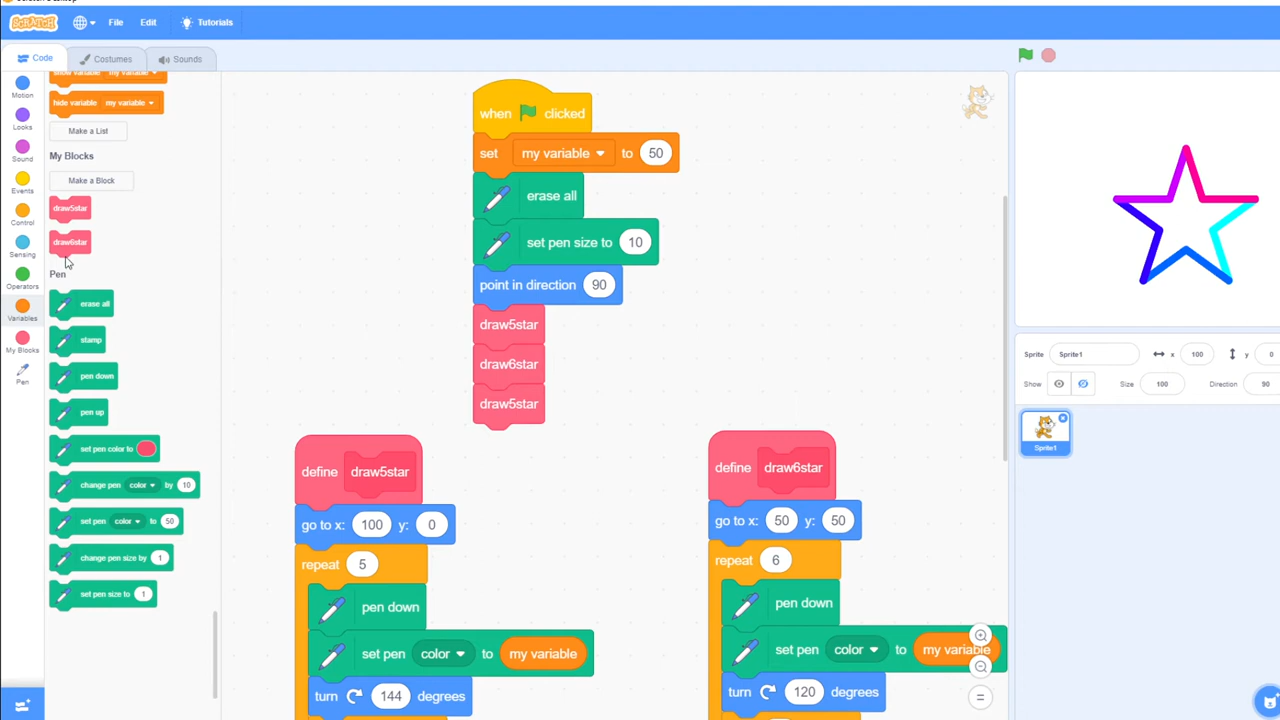 SCRATCH File Edit Tutorials
Code Costumes Sounds
Motion
Looks
Sound
Events
Control
Sensing
Operators
Variables
My Blocks
Pen
show variable my variable
hide variable my variable
Make a List
My Blocks
Make a Block
draw5star
draw6star
Pen
erase all
stamp
pen down
pen up
set pen color to
change pen color by 10
set pen color to 50
change pen size by 1
set pen size to 1
when clicked
set my variable to 50
erase all
set pen size to 10
point in direction 90
draw5star
draw6star
draw5star
define draw5star
go to x: 100 y: 0
repeat 5
pen down
set pen color to my variable
turn 144 degrees
define draw6star
go to x: 50 y: 50
repeat 6
pen down
set pen color to my variable
turn 120 degrees
Sprite Sprite1 x 100 y 0
Show Size 100 Direction 90
Sprite1